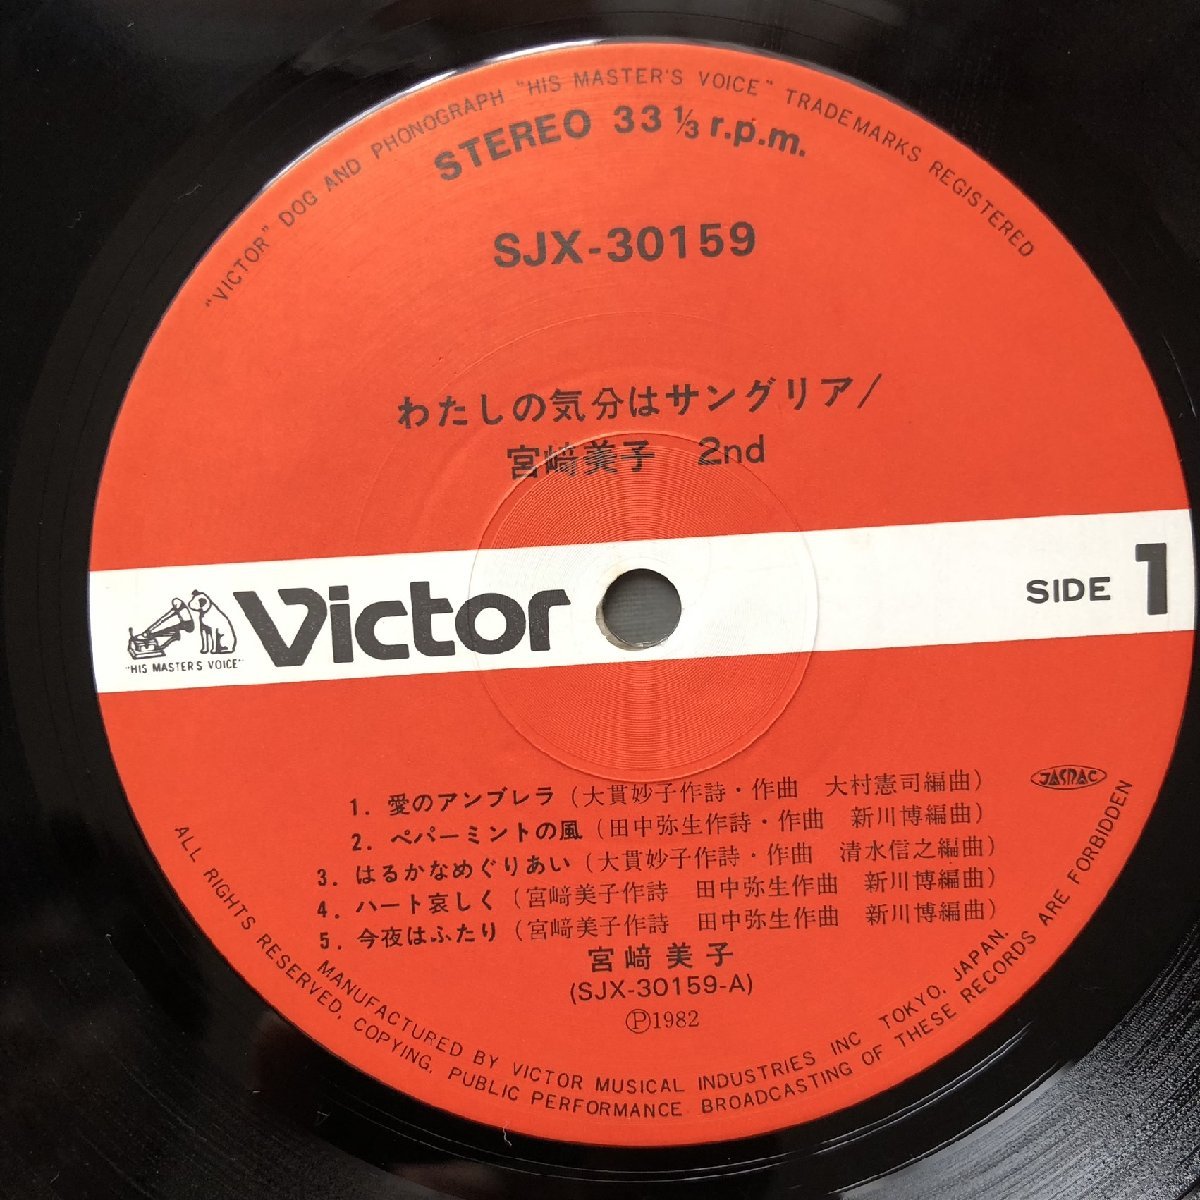 "VICTOR" DOG AND PHONOGRAPH "HIS MASTER'S VOICE" TRADEMARKS REGISTERED
STEREO 33 1/3 r.p.m.
SJX-30159
わたしの気分はサングリア/
宮﨑美子 2nd
Victor
"HIS MASTER'S VOICE"
SIDE 1
JASRAC
1. 愛のアンブレラ (大貫妙子作詩・作曲 大村憲司編曲)
2. ペパーミントの風 (田中弥生作詩・作曲 新川博編曲)
3. はるかなめぐりあい (大貫妙子作詩・作曲 清水信之編曲)
4. ハート哀しく (宮﨑美子作詩 田中弥生作曲 新川博編曲)
5. 今夜はふたり (宮﨑美子作詩 田中弥生作曲 新川博編曲)
宮﨑美子
(SJX-30159-A)
Ⓟ1982
MANUFACTURED BY VICTOR MUSICAL INDUSTRIES INC TOKYO, JAPAN.
ALL RIGHTS RESERVED, COPYING, PUBLIC PERFORMANCE, BROADCASTING OF THESE RECORDS ARE FORBIDDEN